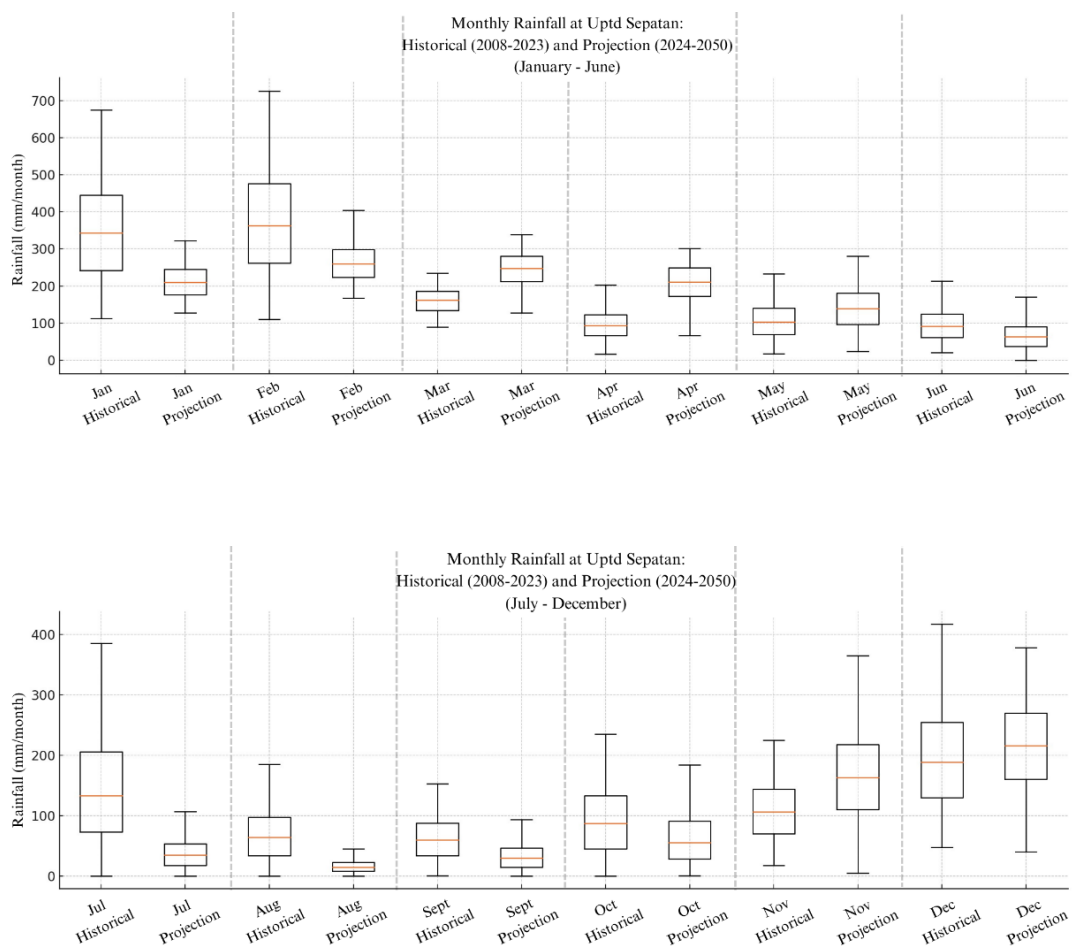 Monthly Rainfall at Uptd Sepatan:
Historical (2008-2023) and Projection (2024-2050)
(January - June)
Rainfall (mm/month)
700
600
500
400
300
200
100
0
Jan
Historical
Jan
Projection
Feb
Historical
Feb
Projection
Mar
Historical
Mar
Projection
Apr
Historical
Apr
Projection
May
Historical
May
Projection
Jun
Historical
Jun
Projection
Monthly Rainfall at Uptd Sepatan:
Historical (2008-2023) and Projection (2024-2050)
(July - December)
Rainfall (mm/month)
400
300
200
100
0
Jul
Historical
Jul
Projection
Aug
Historical
Aug
Projection
Sept
Historical
Sept
Projection
Oct
Historical
Oct
Projection
Nov
Historical
Nov
Projection
Dec
Historical
Dec
Projection